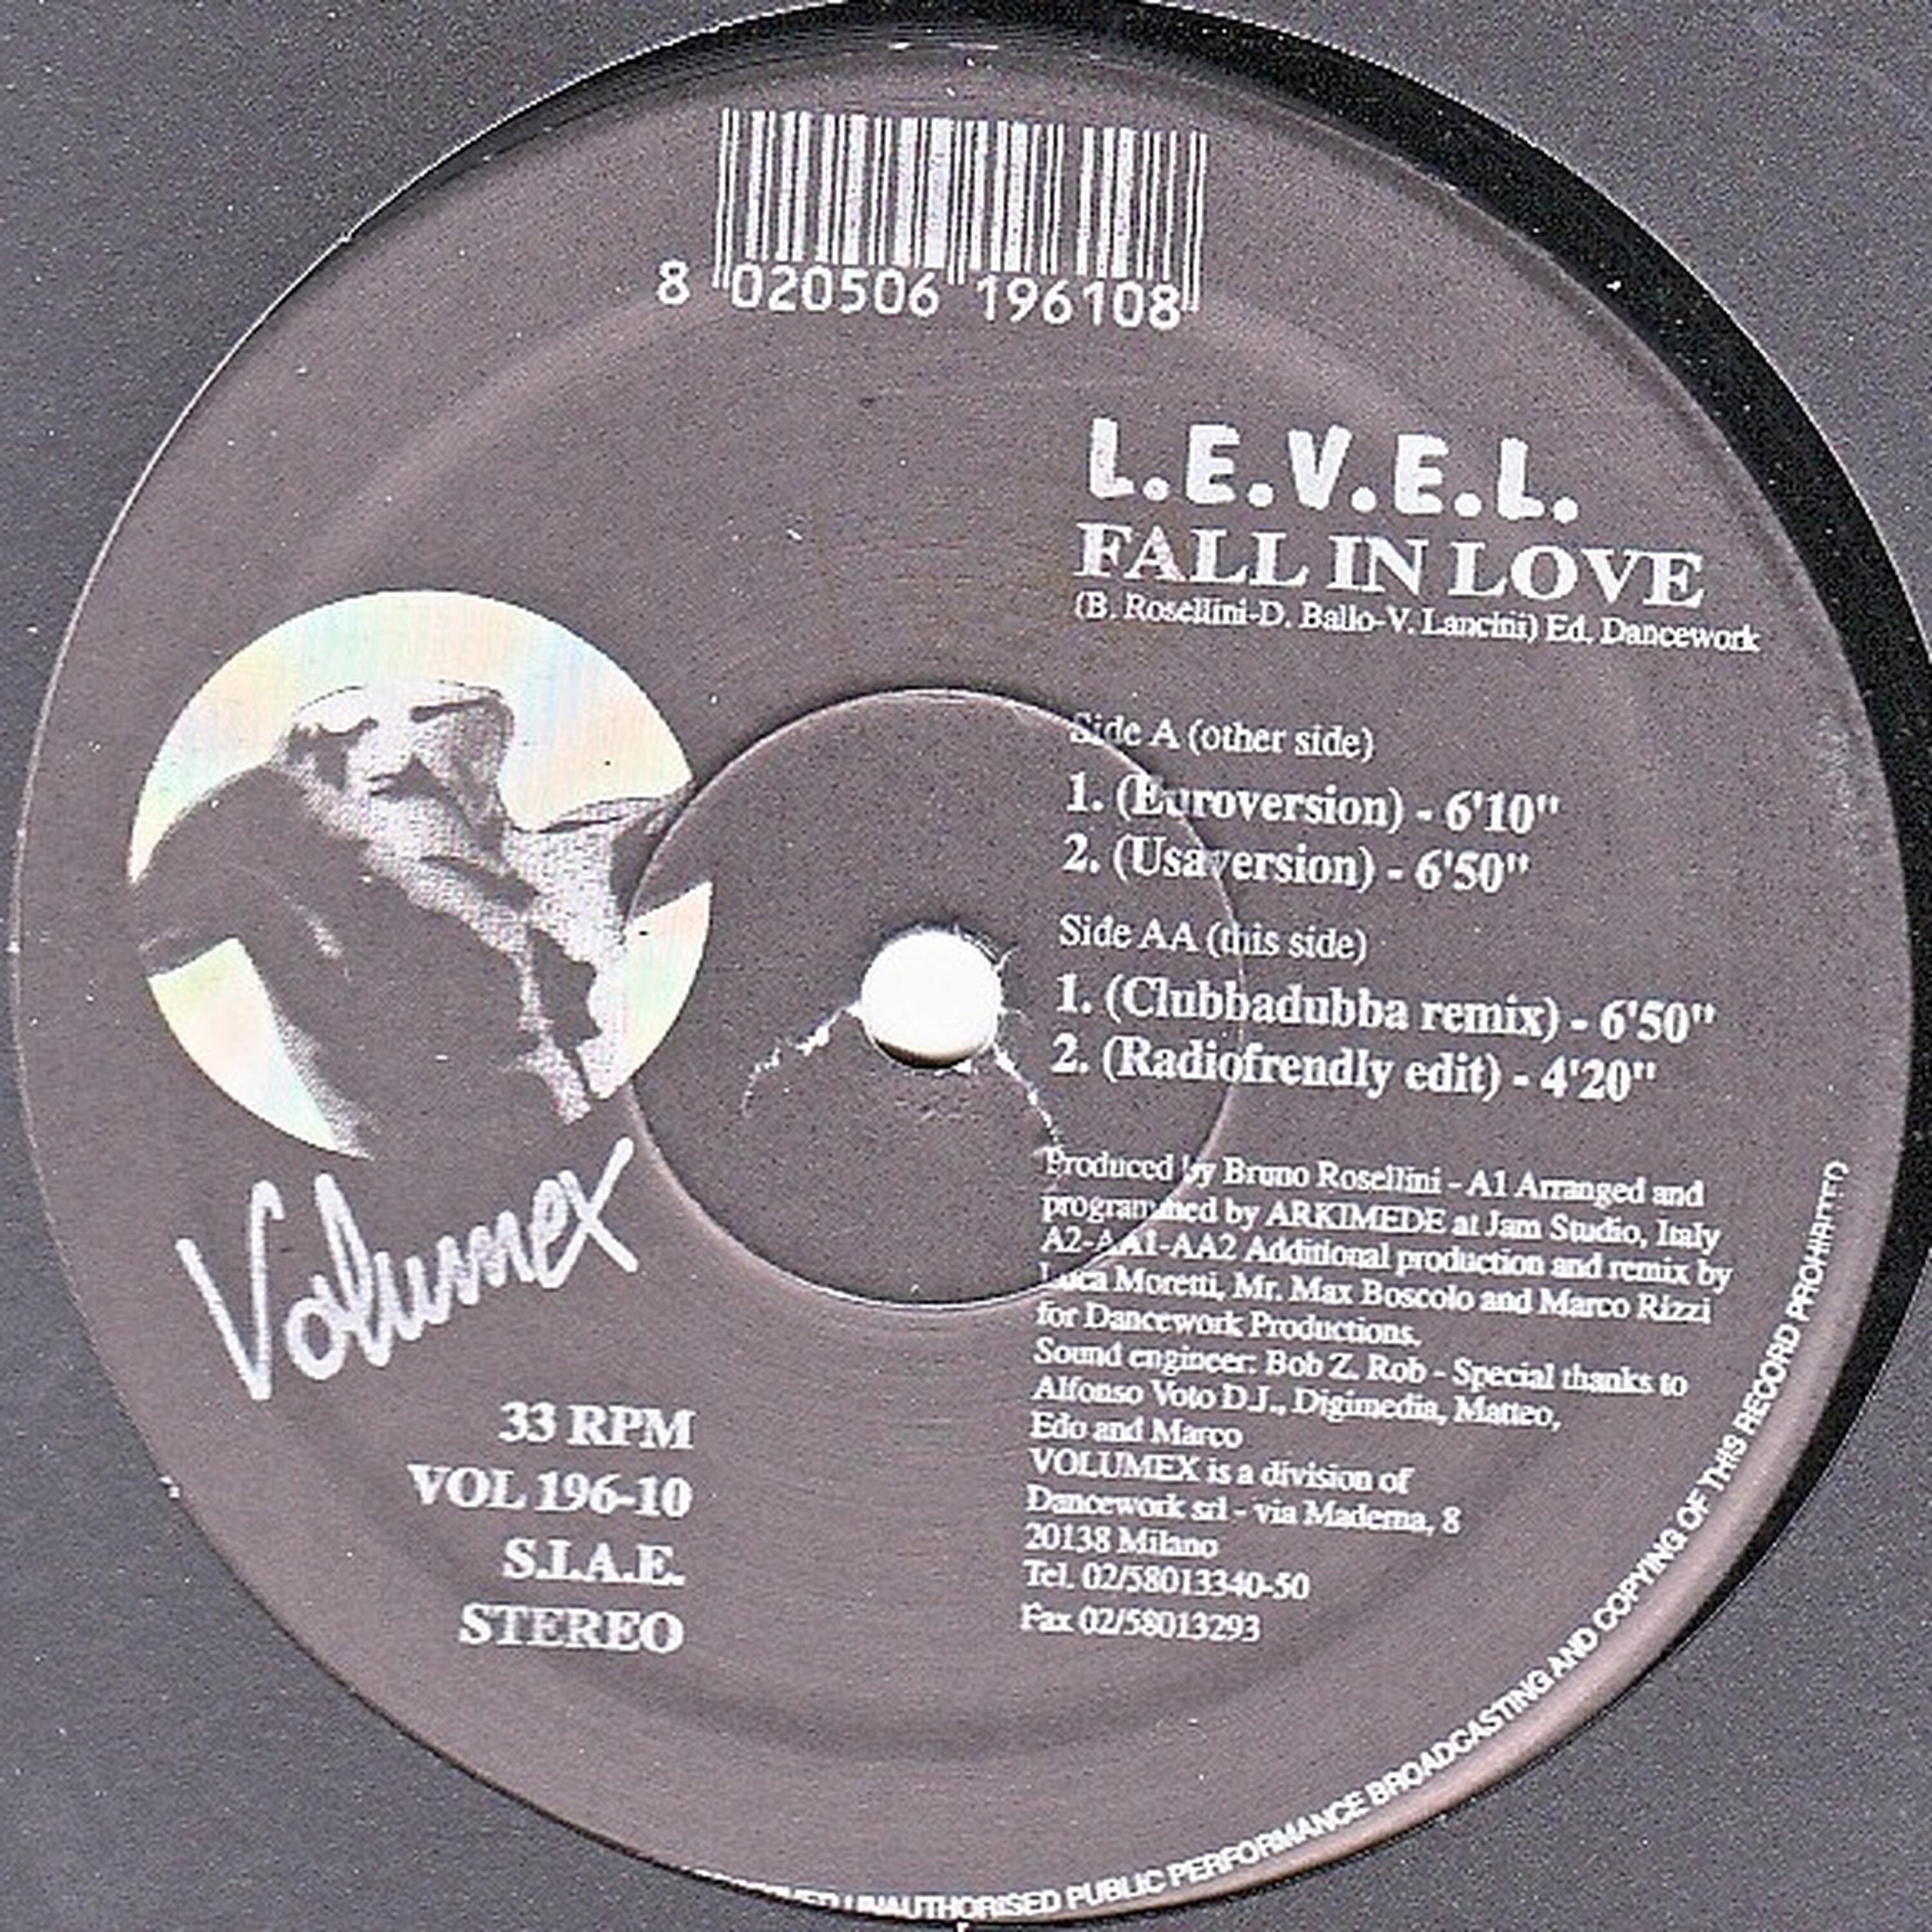 8 020506 196108
L.E.V.E.L.
FALL IN LOVE
(B. Rosellini-D. Ballo-V. Lancini) Ed. Dancework
Side A (other side)
1. (Euroversion) - 6'10"
2. (Usaversion) - 6'50"
Side AA (this side)
1. (Clubbadubba remix) - 6'50"
2. (Radiofrendly edit) - 4'20"
Produced by Bruno Rosellini - A1 Arranged and
programmed by ARKIMEDE at Jam Studio, Italy
A2-AA1-AA2 Additional production and remix by
Luca Moretti, Mr. Max Boscolo and Marco Rizzi
for Dancework Productions.
Sound engineer: Bob Z. Rob - Special thanks to
Alfonso Voto D.J., Digimedia, Matteo,
Edo and Marco
VOLUMEX is a division of
Dancework srl - via Maderna, 8
20138 Milano
Tel. 02/58013340-50
Fax 02/58013293
Volumex
33 RPM
VOL 196-10
S.I.A.E.
STEREO
UNAUTHORISED PUBLIC PERFORMANCE BROADCASTING AND COPYING OF THIS RECORD PROHIBITED